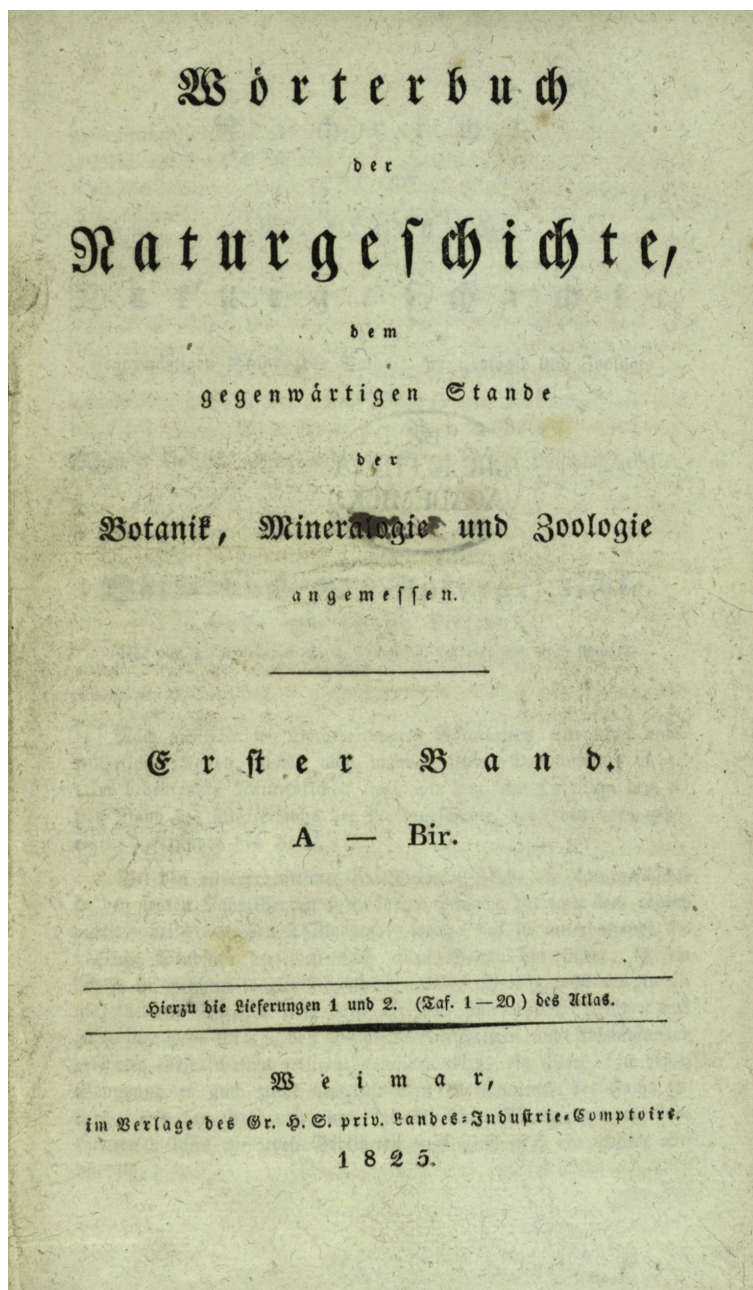 Wörterbuch
der
Naturgeſchichte,
dem
gegenwärtigen Stande
der
Botanik, Mineralogie und Zoologie
angemeſſen.
Erſter Band.
A — Bir.
Hierzu die Lieferungen 1 und 2. (Taf. 1—20) des Atlas.
Weimar,
im Verlage des Gr. H. S. priv. Landes-Induſtrie-Comptoirs.
1825.